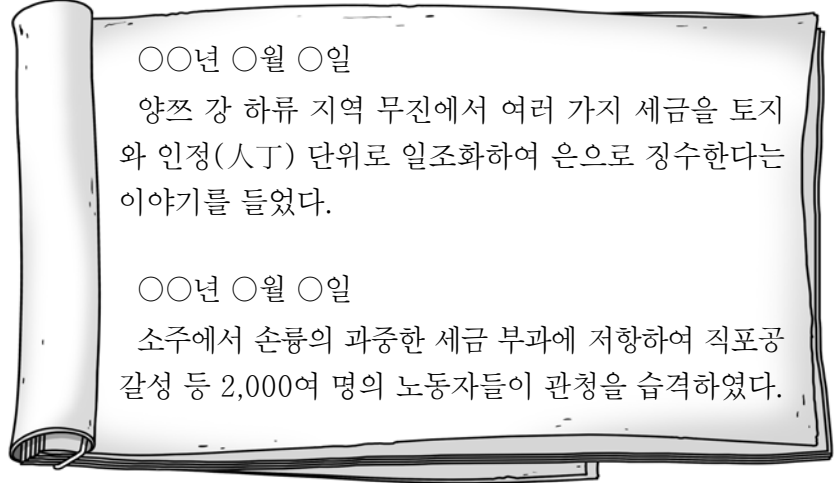 ○○년 ○월 ○일
양쯔 강 하류 지역 무진에서 여러 가지 세금을 토지
와 인정(人丁) 단위로 일조화하여 은으로 징수한다는
이야기를 들었다.
○○년 ○월 ○일
소주에서 손륭의 과중한 세금 부과에 저항하여 직포공
갈성 등 2,000여 명의 노동자들이 관청을 습격하였다.